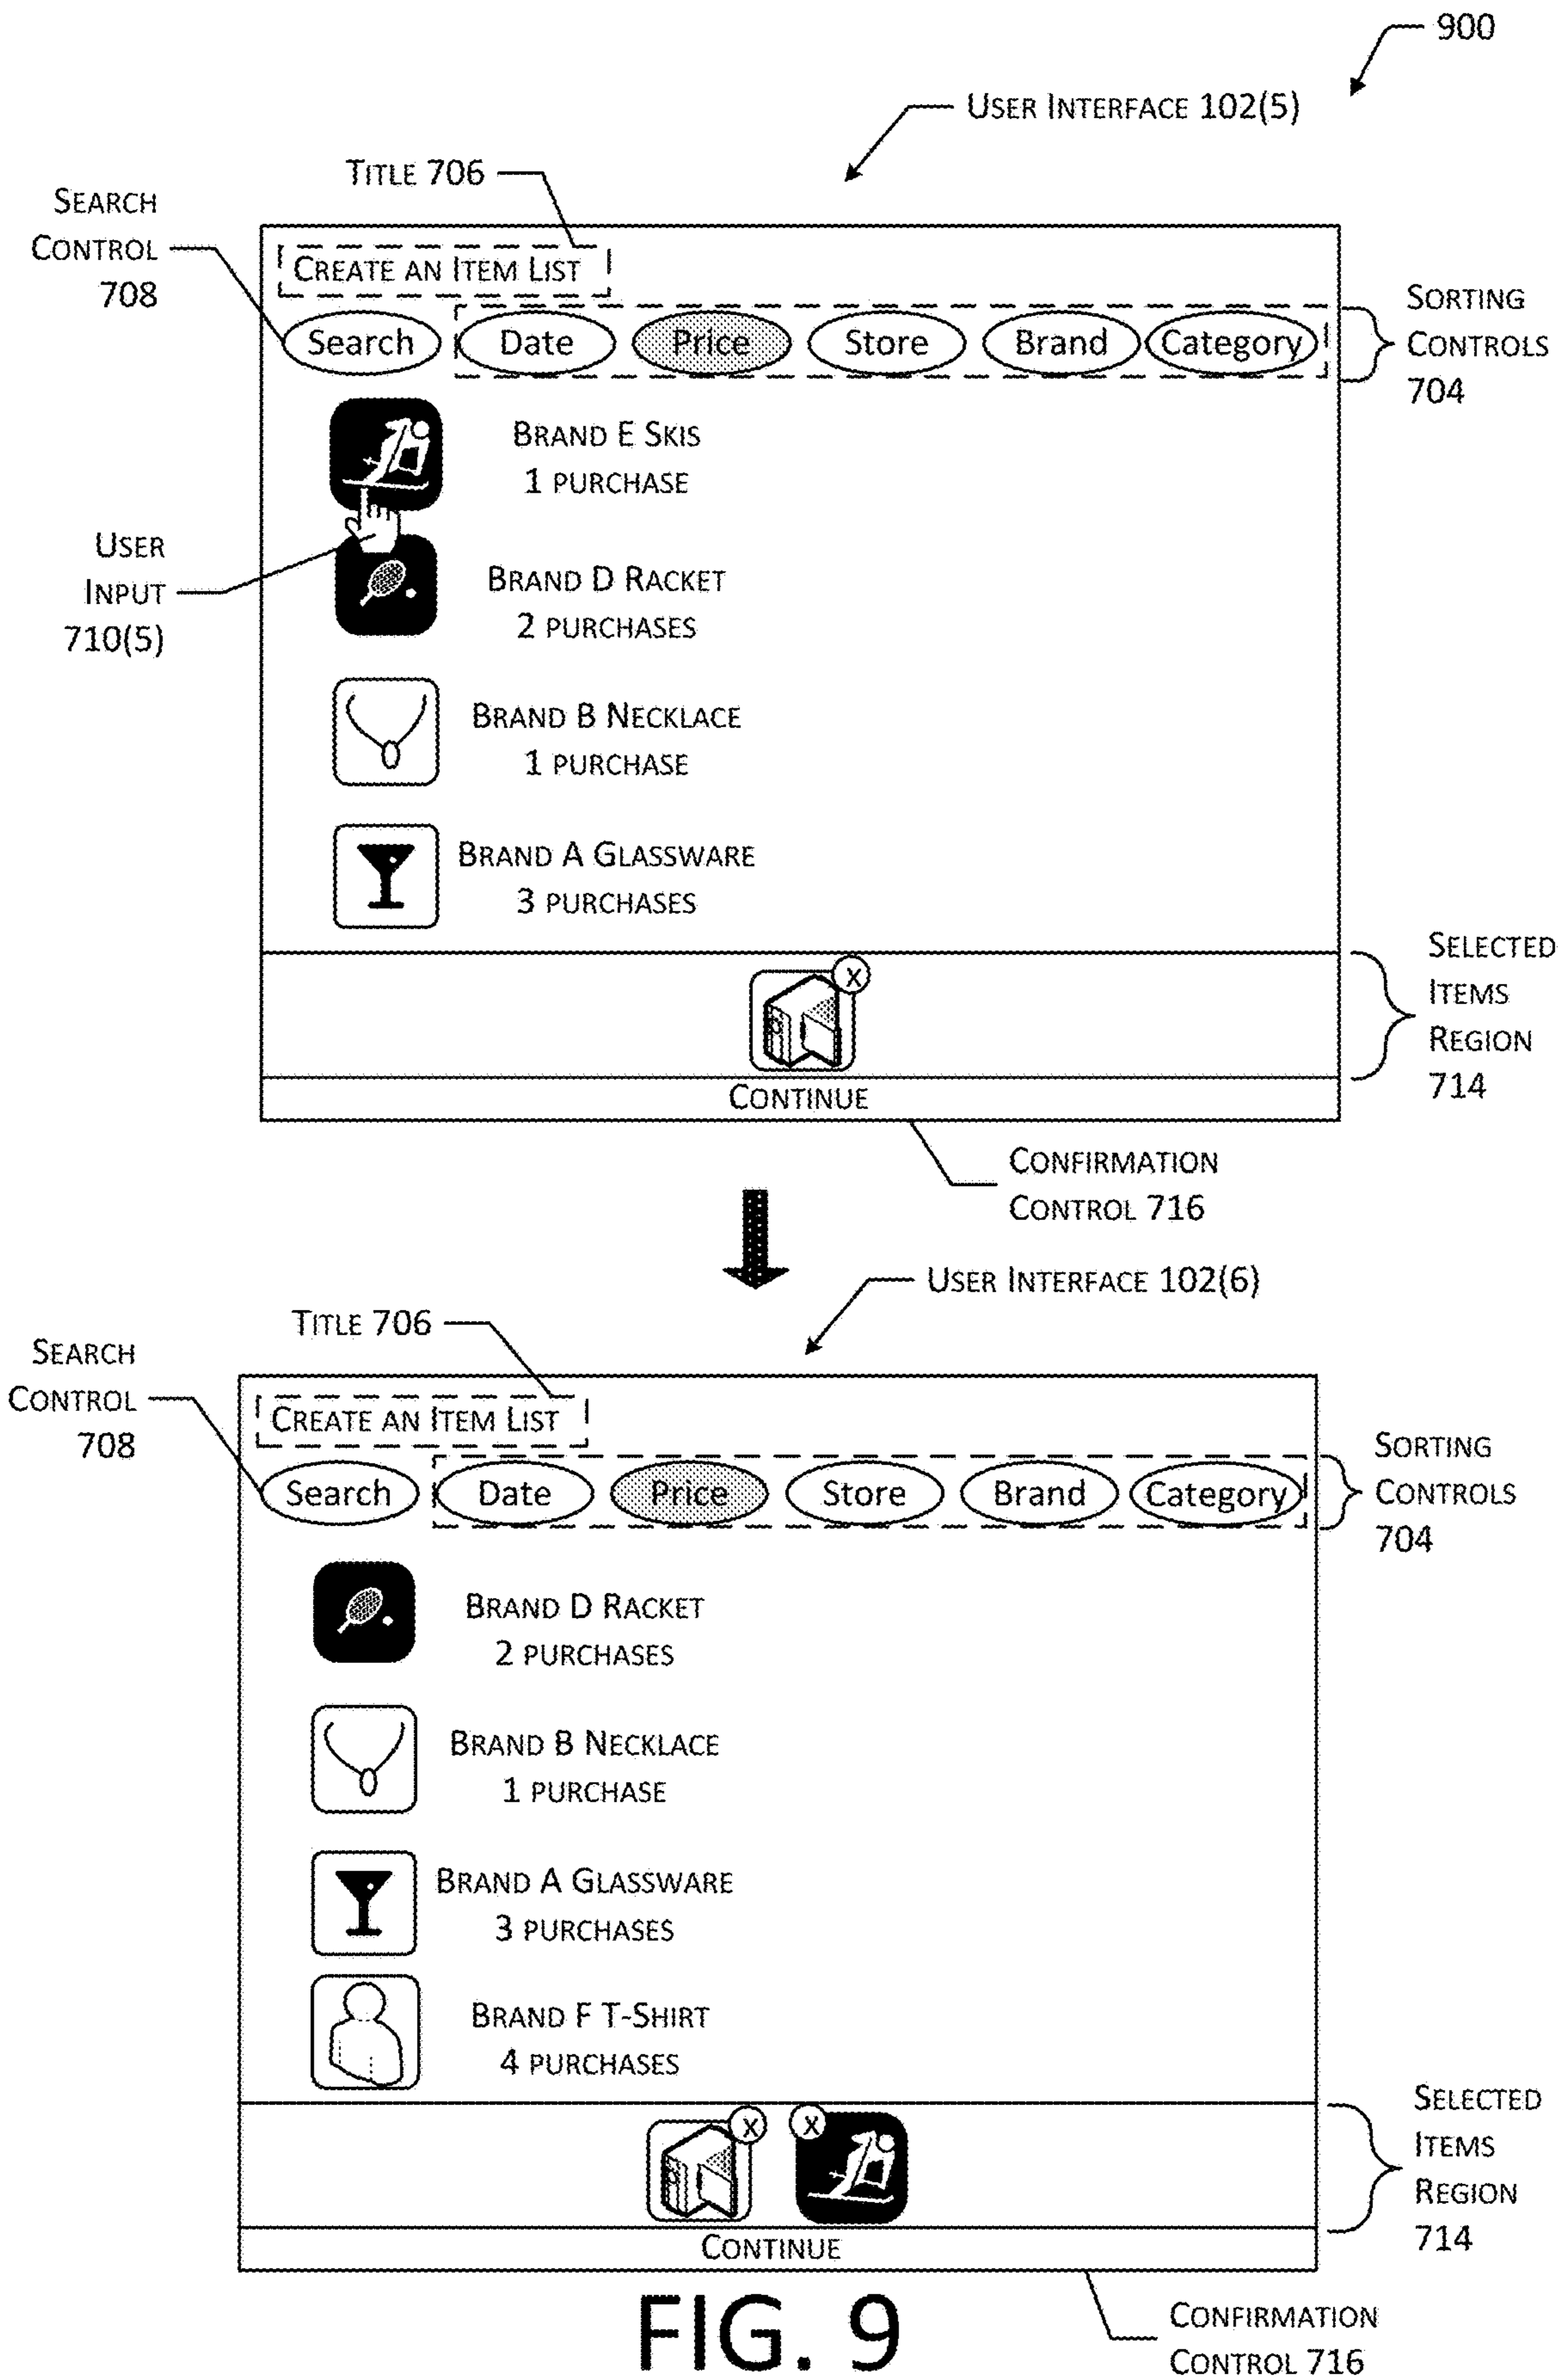 900
USER INTERFACE 102(5)
TITLE 706
SEARCH
CONTROL
708
CREATE AN ITEM LIST
Search Date Price Store Brand Category
SORTING
CONTROLS
704
BRAND E SKIS
1 PURCHASE
USER
INPUT
710(5)
BRAND D RACKET
2 PURCHASES
BRAND B NECKLACE
1 PURCHASE
BRAND A GLASSWARE
3 PURCHASES
X
SELECTED
ITEMS
REGION
714
CONTINUE
CONFIRMATION
CONTROL 716
USER INTERFACE 102(6)
TITLE 706
SEARCH
CONTROL
708
CREATE AN ITEM LIST
Search Date Price Store Brand Category
SORTING
CONTROLS
704
BRAND D RACKET
2 PURCHASES
BRAND B NECKLACE
1 PURCHASE
BRAND A GLASSWARE
3 PURCHASES
BRAND F T-SHIRT
4 PURCHASES
X X
SELECTED
ITEMS
REGION
714
CONTINUE
CONFIRMATION
CONTROL 716
FIG. 9